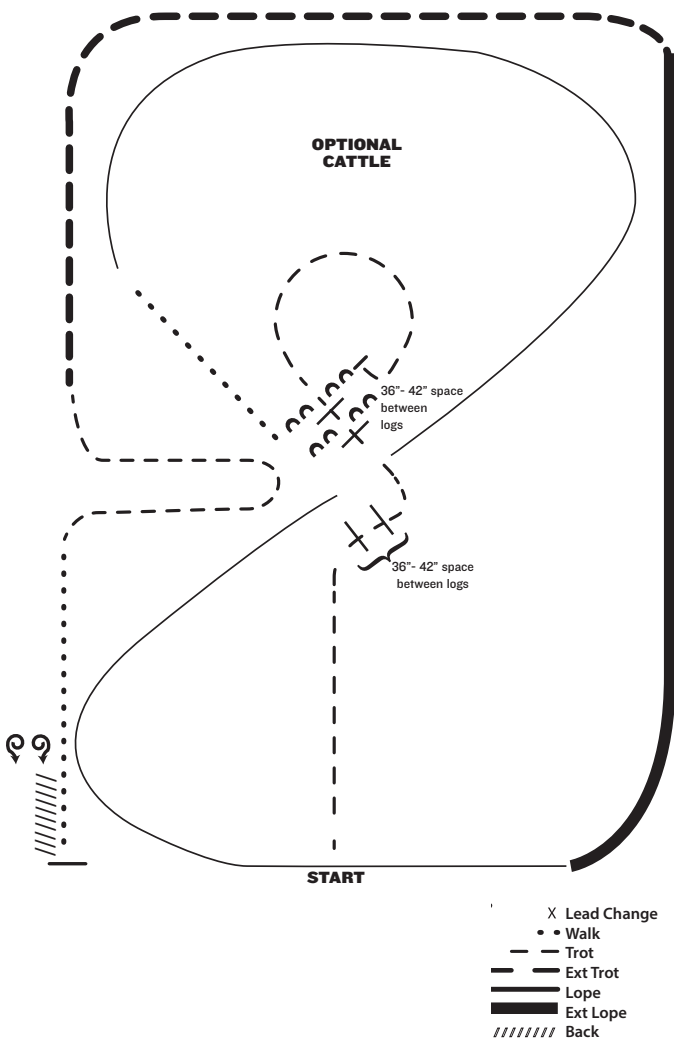 OPTIONAL
CATTLE
36”- 42” space
between
logs
36”- 42” space
between logs
START
X Lead Change
Walk
Trot
Ext Trot
Lope
Ext Lope
Back